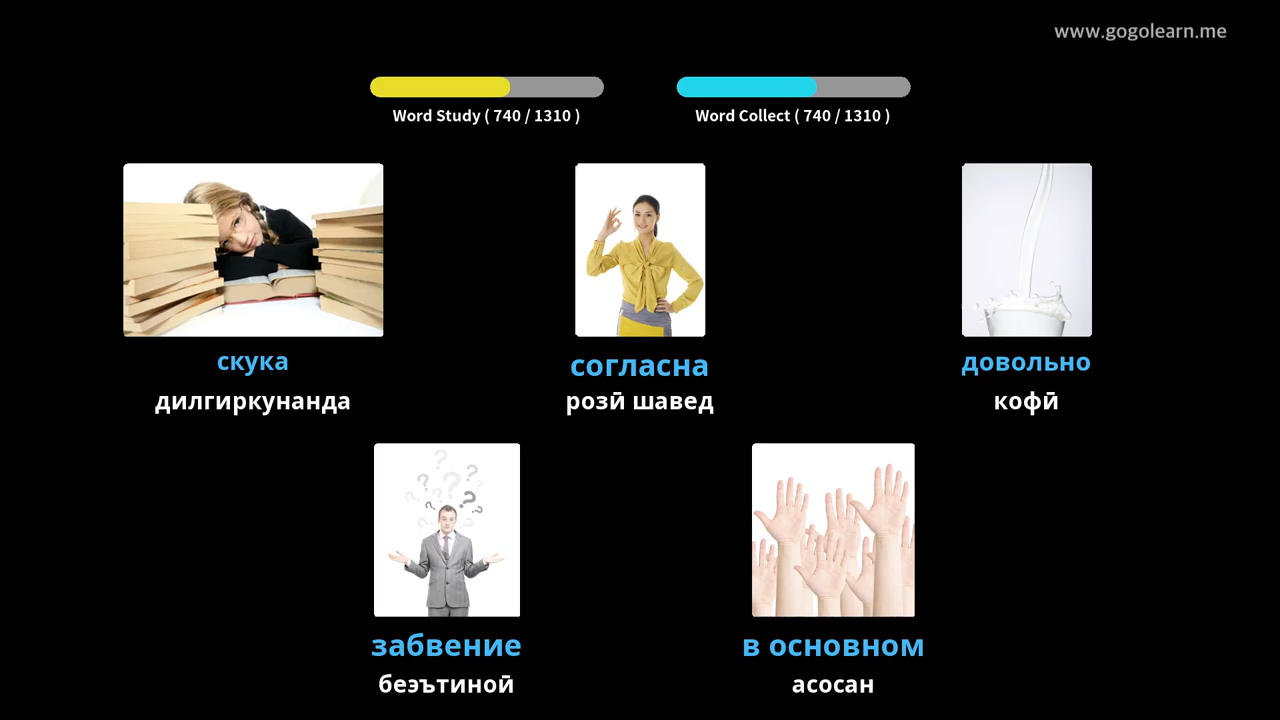 www.gogolearn.me
Word Study ( 740 / 1310 )
Word Collect ( 740 / 1310 )
скука
согласна
довольно
дилгиркунанда
розӣ шавед
кофӣ
забвение
в основном
беэътиноӣ
асосан